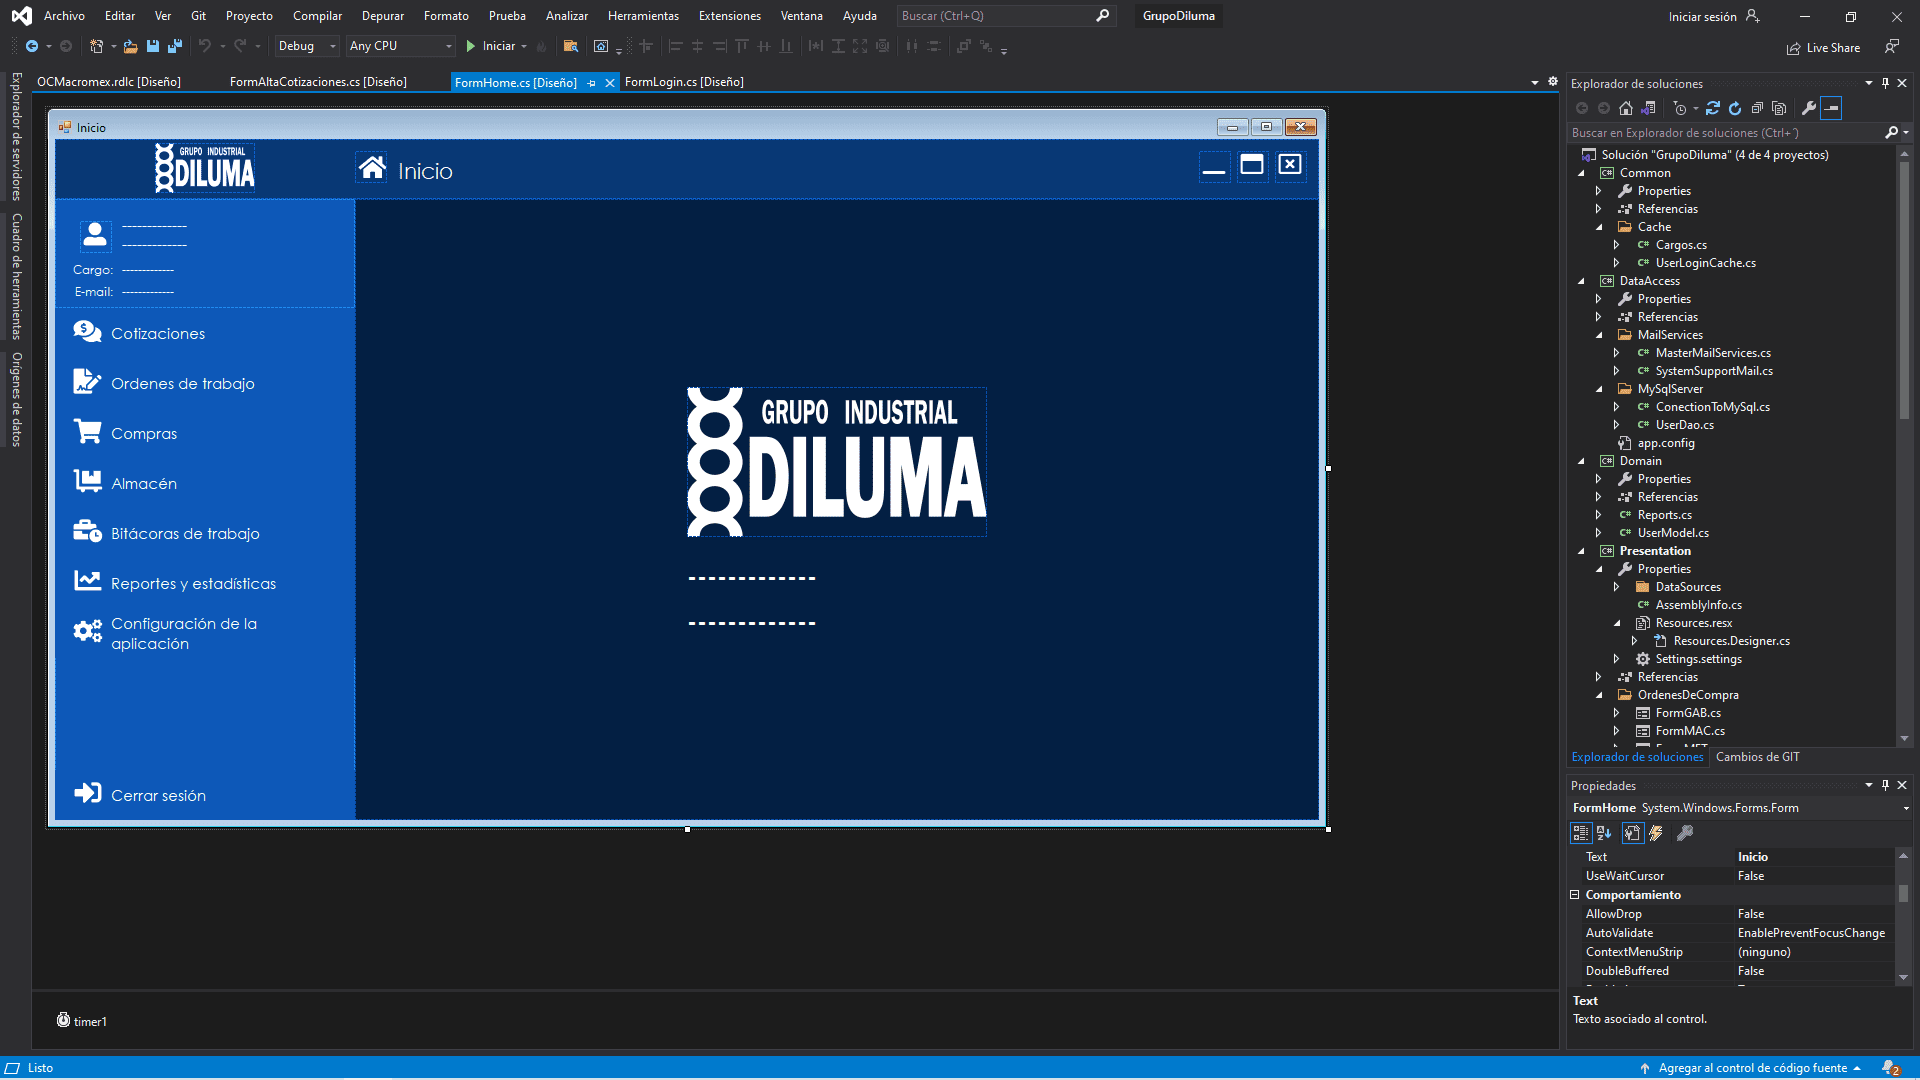 Archivo Editar Ver Git Proyecto Compilar Depurar Formato Prueba Analizar Herramientas Extensiones Ventana Ayuda Buscar (Ctrl+Q) GrupoDiluma Iniciar sesión
Debug Any CPU Iniciar Live Share
Explorador de servidores
Cuadro de herramientas
Orígenes de datos
OCMacromex.rdlc [Diseño] FormAltaCotizaciones.cs [Diseño] FormHome.cs [Diseño] FormLogin.cs [Diseño]
Inicio
GRUPO INDUSTRIAL
DILUMA
Inicio
-------------
-------------
Cargo: -------------
E-mail: -------------
Cotizaciones
Ordenes de trabajo
Compras
Almacén
Bitácoras de trabajo
Reportes y estadísticas
Configuración de la
aplicación
Cerrar sesión
GRUPO INDUSTRIAL
DILUMA
-------------
-------------
timer1
Explorador de soluciones
Buscar en Explorador de soluciones (Ctrl+´)
Solución "GrupoDiluma" (4 de 4 proyectos)
Common
Properties
Referencias
Cache
Cargos.cs
UserLoginCache.cs
DataAccess
Properties
Referencias
MailServices
MasterMailServices.cs
SystemSupportMail.cs
MySqlServer
ConectionToMySql.cs
UserDao.cs
app.config
Domain
Properties
Referencias
Reports.cs
UserModel.cs
Presentation
Properties
DataSources
AssemblyInfo.cs
Resources.resx
Resources.Designer.cs
Settings.settings
Referencias
OrdenesDeCompra
FormGAB.cs
FormMAC.cs
Explorador de soluciones Cambios de GIT
Propiedades
FormHome System.Windows.Forms.Form
Text Inicio
UseWaitCursor False
Comportamiento
AllowDrop False
AutoValidate EnablePreventFocusChange
ContextMenuStrip (ninguno)
DoubleBuffered False
Text
Texto asociado al control.
Listo Agregar al control de código fuente 2